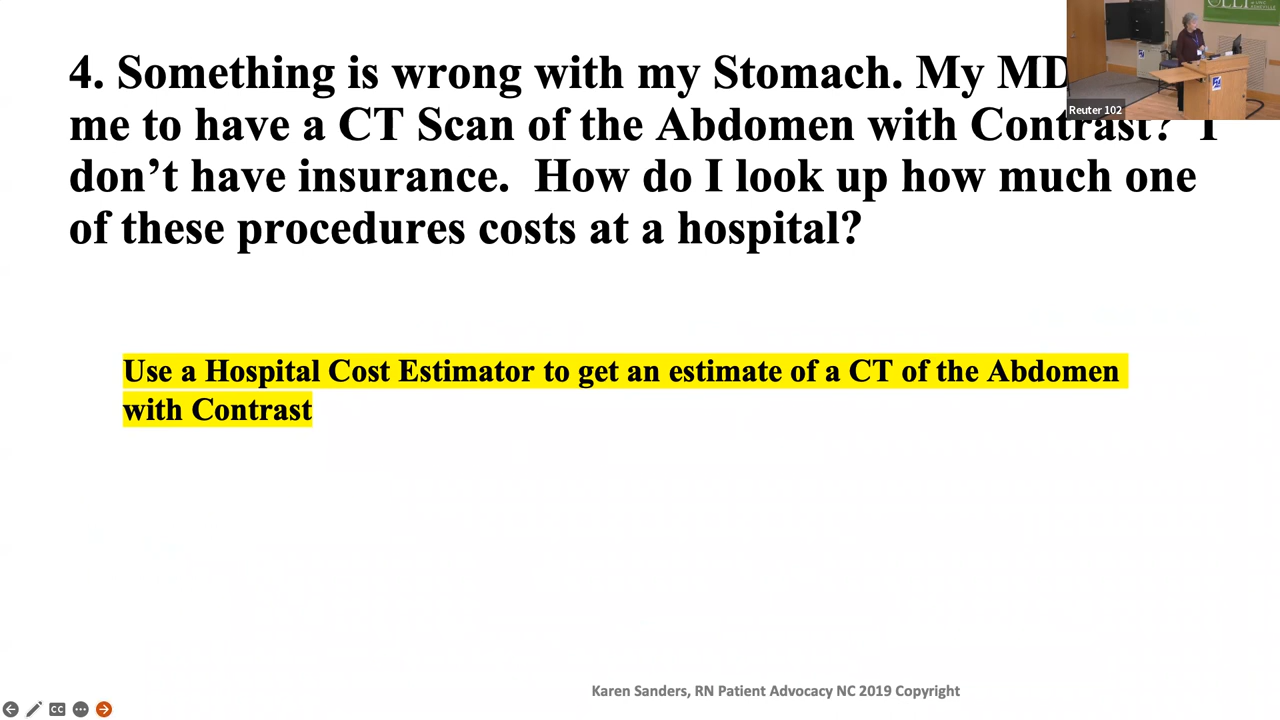 4. Something is wrong with my Stomach. My MD
me to have a CT Scan of the Abdomen with Contrast? I
don’t have insurance. How do I look up how much one
of these procedures costs at a hospital?
Use a Hospital Cost Estimator to get an estimate of a CT of the Abdomen
with Contrast
Karen Sanders, RN Patient Advocacy NC 2019 Copyright
Reuter 102
OLLI
CC